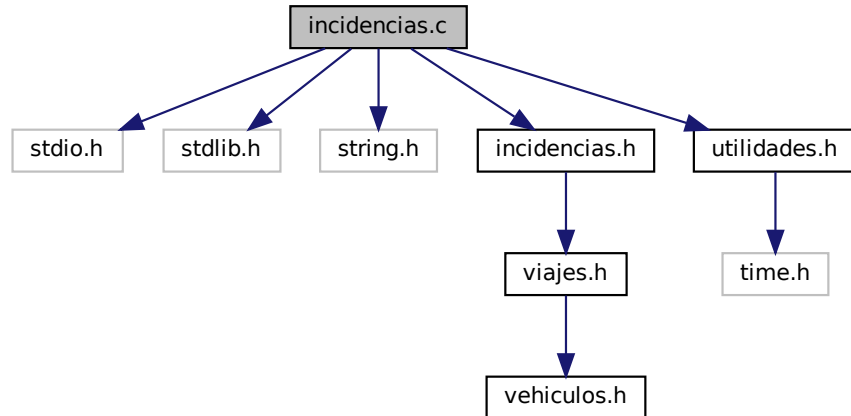 incidencias.c
stdio.h
stdlib.h
string.h
incidencias.h
utilidades.h
viajes.h
time.h
vehiculos.h